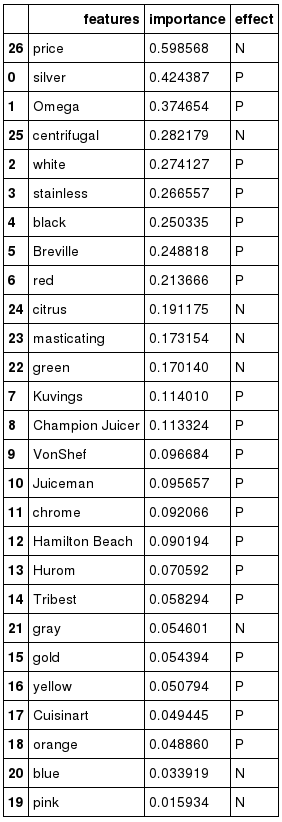 features importance effect
26 price 0.598568 N
0 silver 0.424387 P
1 Omega 0.374654 P
25 centrifugal 0.282179 N
2 white 0.274127 P
3 stainless 0.266557 P
4 black 0.250335 P
5 Breville 0.248818 P
6 red 0.213666 P
24 citrus 0.191175 N
23 masticating 0.173154 N
22 green 0.170140 N
7 Kuvings 0.114010 P
8 Champion Juicer 0.113324 P
9 VonShef 0.096684 P
10 Juiceman 0.095657 P
11 chrome 0.092066 P
12 Hamilton Beach 0.090194 P
13 Hurom 0.070592 P
14 Tribest 0.058294 P
21 gray 0.054601 N
15 gold 0.054394 P
16 yellow 0.050794 P
17 Cuisinart 0.049445 P
18 orange 0.048860 P
20 blue 0.033919 N
19 pink 0.015934 N